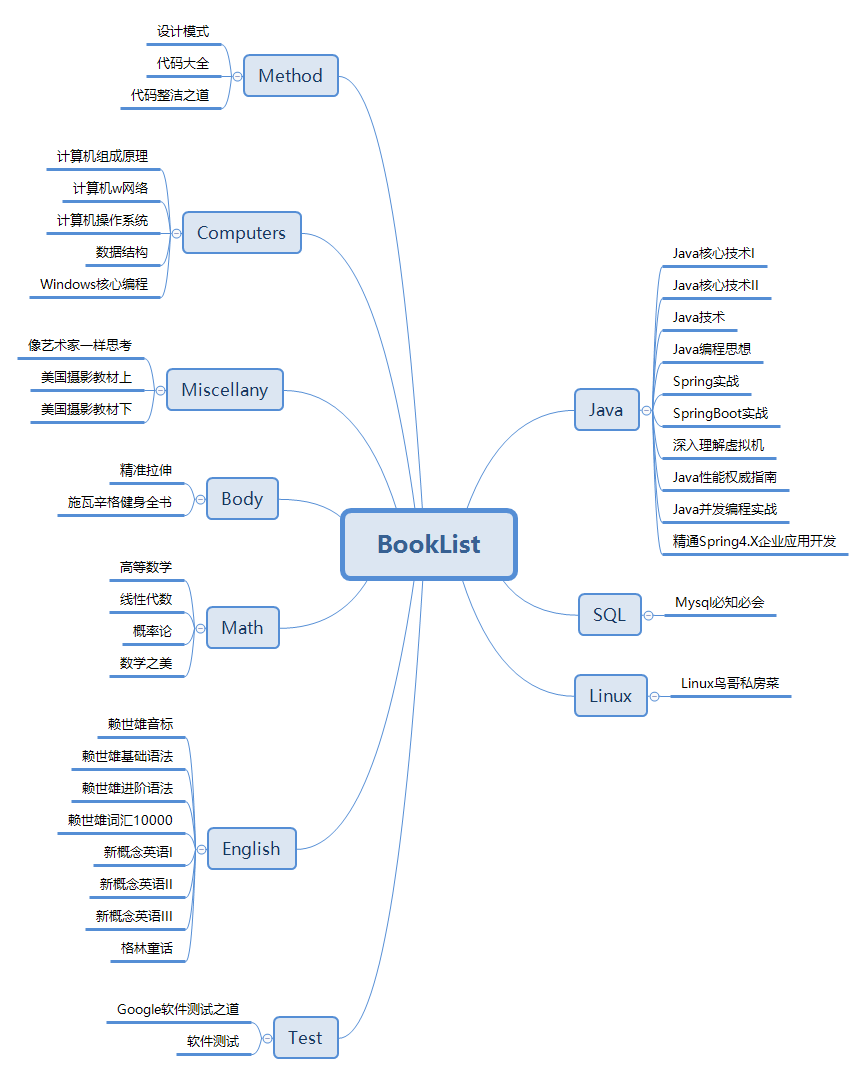 BookList
Method
设计模式
代码大全
代码整洁之道
Computers
计算机组成原理
计算机w网络
计算机操作系统
数据结构
Windows核心编程
Miscellany
像艺术家一样思考
美国摄影教材上
美国摄影教材下
Body
精准拉伸
施瓦辛格健身全书
Math
高等数学
线性代数
概率论
数学之美
English
赖世雄音标
赖世雄基础语法
赖世雄进阶语法
赖世雄词汇10000
新概念英语I
新概念英语II
新概念英语III
格林童话
Test
Google软件测试之道
软件测试
Java
Java核心技术I
Java核心技术II
Java技术
Java编程思想
Spring实战
SpringBoot实战
深入理解虚拟机
Java性能权威指南
Java并发编程实战
精通Spring4.X企业应用开发
SQL
Mysql必知必会
Linux
Linux鸟哥私房菜